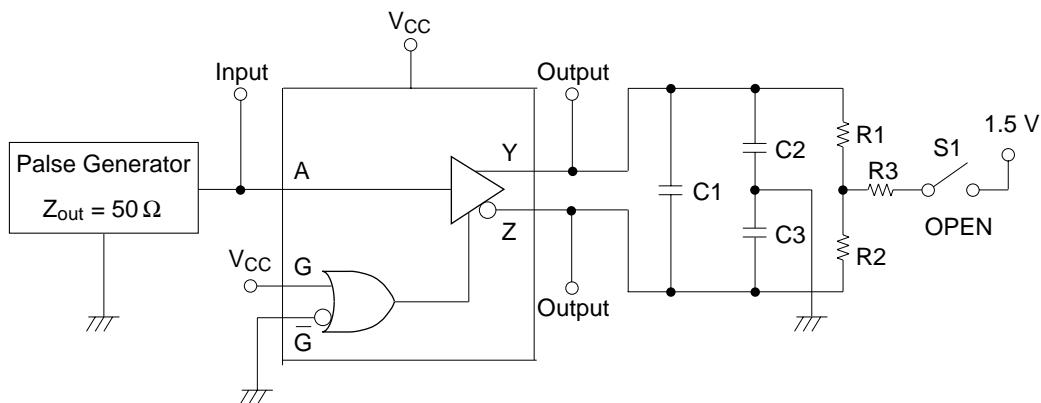 VCC
Input
Output
1.5 V
Palse Generator
Zout = 50 Ω
A
Y
Z
C1
C2
C3
R1
R3
S1
OPEN
R2
VCC
G
G̅
Output